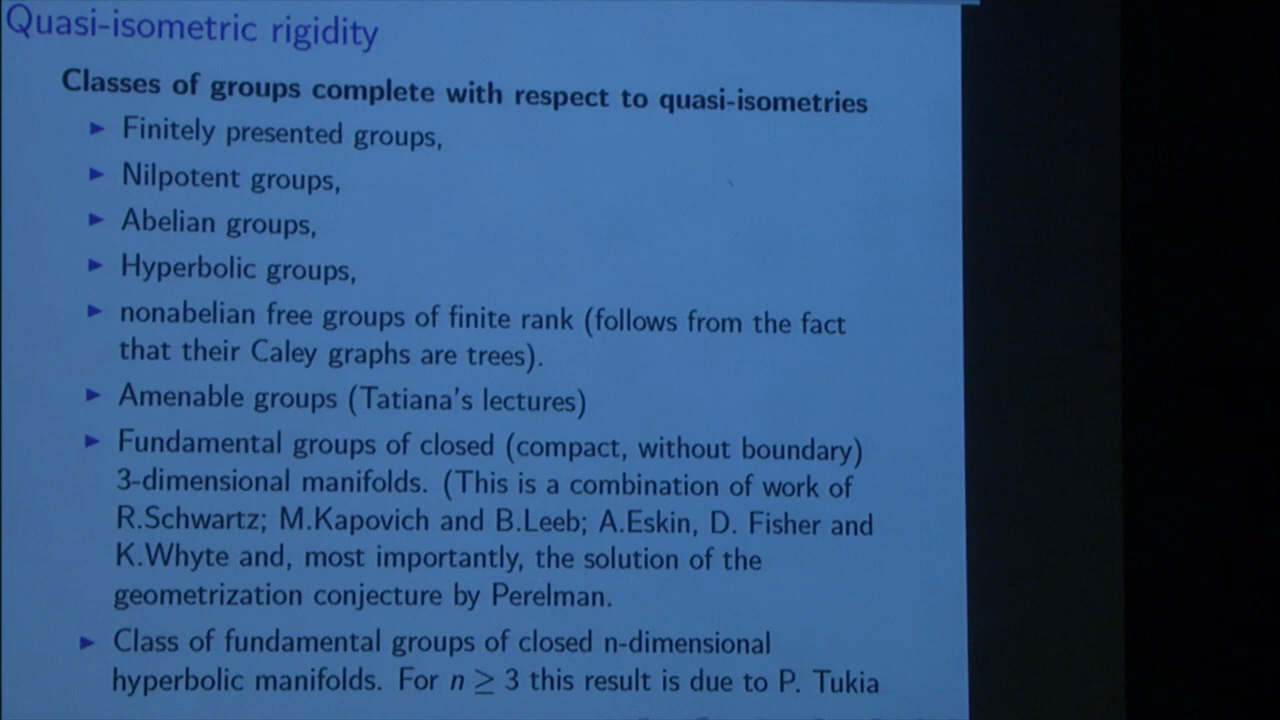 Quasi-isometric rigidity
Classes of groups complete with respect to quasi-isometries
Finitely presented groups,
Nilpotent groups,
Abelian groups,
Hyperbolic groups,
nonabelian free groups of finite rank (follows from the fact
that their Caley graphs are trees).
Amenable groups (Tatiana's lectures)
Fundamental groups of closed (compact, without boundary)
3-dimensional manifolds. (This is a combination of work of
R.Schwartz; M.Kapovich and B.Leeb; A.Eskin, D. Fisher and
K.Whyte and, most importantly, the solution of the
geometrization conjecture by Perelman.
Class of fundamental groups of closed n-dimensional
hyperbolic manifolds. For n ≥ 3 this result is due to P. Tukia